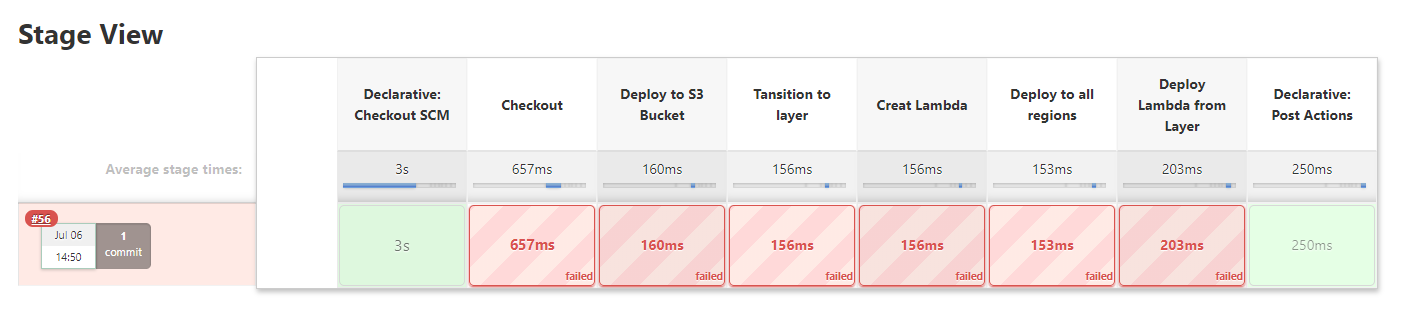 Stage View
Declarative: Checkout SCM
Checkout
Deploy to S3 Bucket
Tansition to layer
Creat Lambda
Deploy to all regions
Deploy Lambda from Layer
Declarative: Post Actions
Average stage times:
3s
657ms
160ms
156ms
156ms
153ms
203ms
250ms
#56
Jul 06
14:50
1
commit
3s
657ms
failed
160ms
failed
156ms
failed
156ms
failed
153ms
failed
203ms
failed
250ms